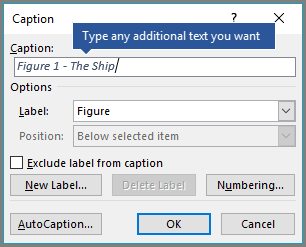 Caption ? ×
Type any additional text you want
Caption:
Figure 1 - The Ship
Options
Label: Figure
Position: Below selected item
Exclude label from caption
New Label... Delete Label Numbering...
AutoCaption... OK Cancel